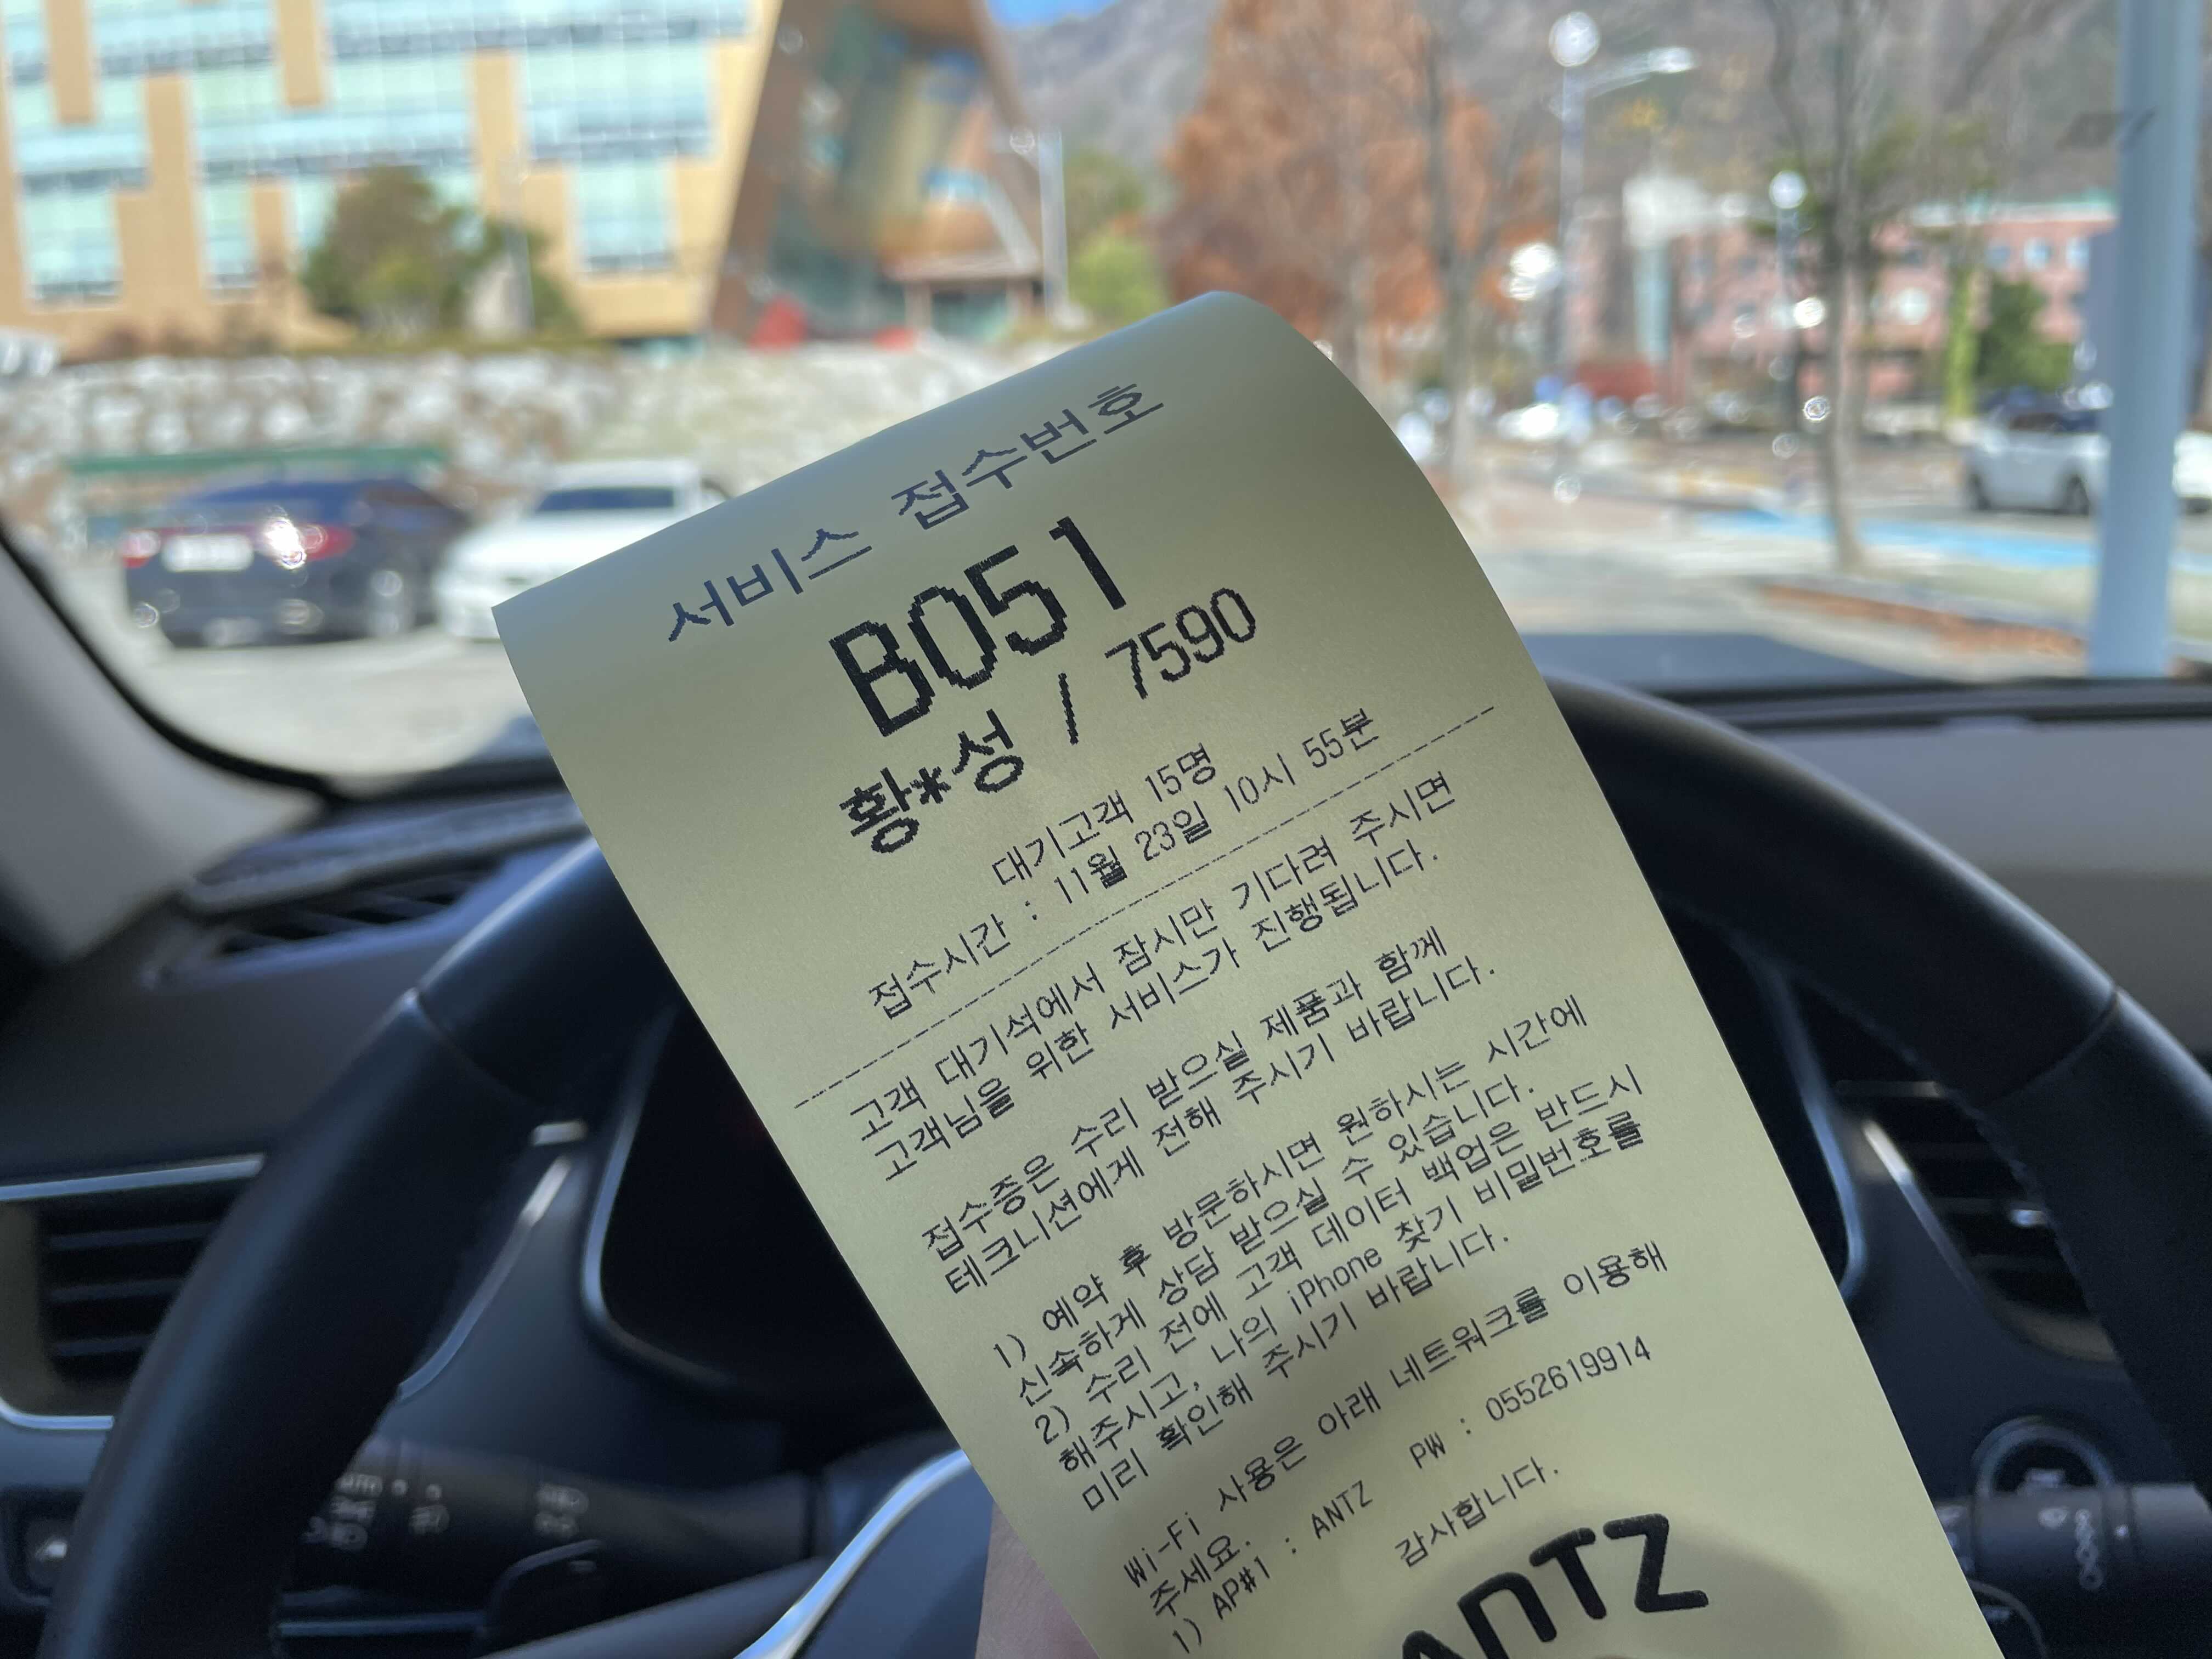 서비스 접수번호
B051
황*성 / 7590
대기고객 15명
접수시간 : 11월 23일 10시 55분
고객 대기석에서 잠시만 기다려 주시면
고객님을 위한 서비스가 진행됩니다.
접수증은 수리 받으실 제품과 함께
테크니션에게 전해 주시기 바랍니다.
1) 예약 후 방문하시면 원하시는 시간에
신속하게 상담 받으실 수 있습니다.
2) 수리 전에 고객 데이터 백업은 반드시
해주시고, 나의 iPhone 찾기 비밀번호를
미리 확인해 주시기 바랍니다.
Wi-Fi 사용은 아래 네트워크를 이용해
주세요.
1) AP#1 : ANTZ PW : 0552619914
감사합니다.
ANTZ